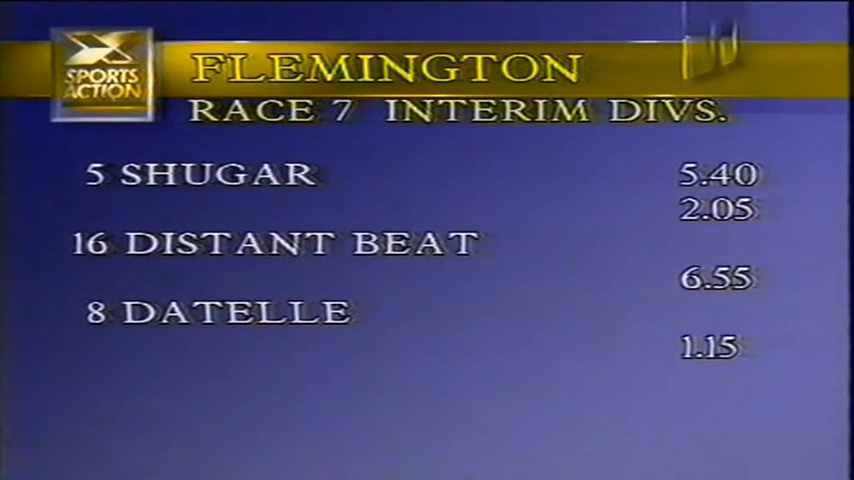 X
SPORTS
ACTION
FLEMINGTON
RACE 7 INTERIM DIVS.
5 SHUGAR 5.40
2.05
16 DISTANT BEAT
6.55
8 DATELLE
1.15